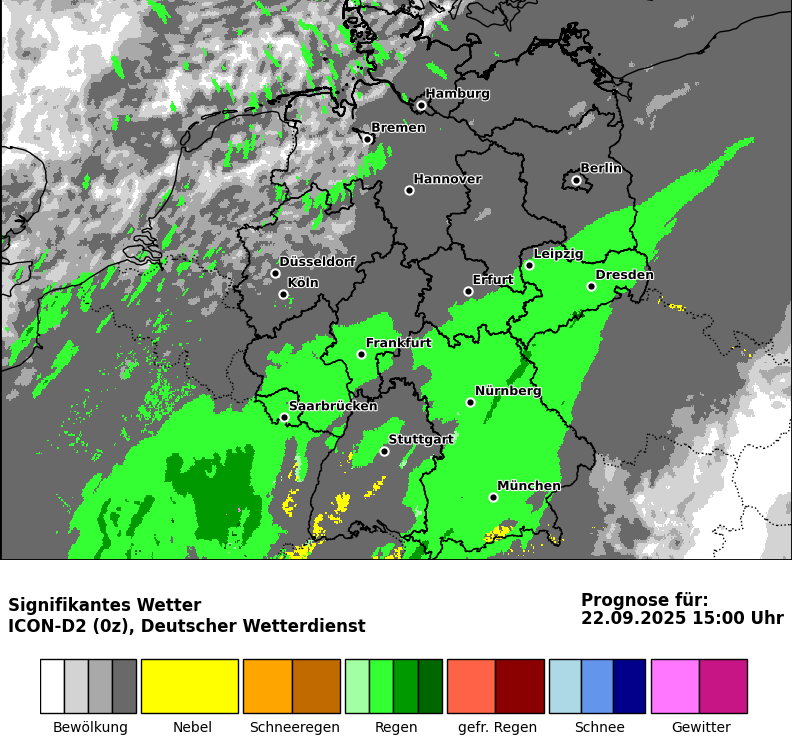 Hamburg
Bremen
Berlin
Hannover
Leipzig
Düsseldorf
Dresden
Köln
Erfurt
Frankfurt
Nürnberg
Saarbrücken
Stuttgart
München
Signifikantes Wetter
ICON-D2 (0z), Deutscher Wetterdienst
Prognose für:
22.09.2025 15:00 Uhr
Bewölkung
Nebel
Schneeregen
Regen
gefr. Regen
Schnee
Gewitter